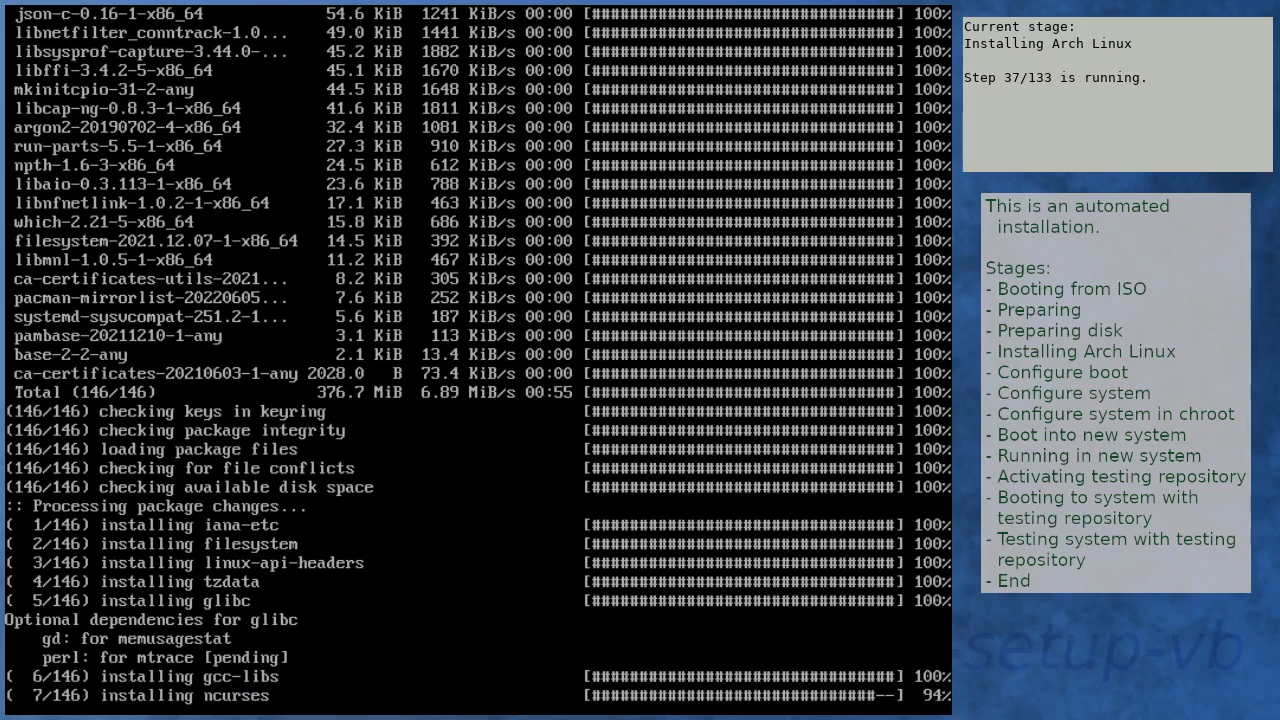 json-c-0.16-1-x86_64 54.6 KiB 1241 KiB/s 00:00 [################################] 100%
libnetfilter_conntrack-1.0... 49.0 KiB 1441 KiB/s 00:00 [################################] 100%
libsysprof-capture-3.44.0-... 45.2 KiB 1882 KiB/s 00:00 [################################] 100%
libffi-3.4.2-5-x86_64 45.1 KiB 1670 KiB/s 00:00 [################################] 100%
mkinitcpio-31-2-any 44.5 KiB 1648 KiB/s 00:00 [################################] 100%
libcap-ng-0.8.3-1-x86_64 41.6 KiB 1811 KiB/s 00:00 [################################] 100%
argon2-20190702-4-x86_64 32.4 KiB 1081 KiB/s 00:00 [################################] 100%
run-parts-5.5-1-x86_64 27.3 KiB 910 KiB/s 00:00 [################################] 100%
npth-1.6-3-x86_64 24.5 KiB 612 KiB/s 00:00 [################################] 100%
libaio-0.3.113-1-x86_64 23.6 KiB 788 KiB/s 00:00 [################################] 100%
libnfnetlink-1.0.2-1-x86_64 17.1 KiB 463 KiB/s 00:00 [################################] 100%
which-2.21-5-x86_64 15.8 KiB 686 KiB/s 00:00 [################################] 100%
filesystem-2021.12.07-1-x86_64 14.5 KiB 392 KiB/s 00:00 [################################] 100%
libmnl-1.0.5-1-x86_64 11.2 KiB 467 KiB/s 00:00 [################################] 100%
ca-certificates-utils-2021... 8.2 KiB 305 KiB/s 00:00 [################################] 100%
pacman-mirrorlist-20220605... 7.6 KiB 252 KiB/s 00:00 [################################] 100%
systemd-sysvcompat-251.2-1... 5.6 KiB 187 KiB/s 00:00 [################################] 100%
pambase-20211210-1-any 3.1 KiB 113 KiB/s 00:00 [################################] 100%
base-2-2-any 2.1 KiB 13.4 KiB/s 00:00 [################################] 100%
ca-certificates-20210603-1-any 2028.0 B 73.4 KiB/s 00:00 [################################] 100%
Total (146/146) 376.7 MiB 6.89 MiB/s 00:55 [################################] 100%
(146/146) checking keys in keyring [################################] 100%
(146/146) checking package integrity [################################] 100%
(146/146) loading package files [################################] 100%
(146/146) checking for file conflicts [################################] 100%
(146/146) checking available disk space [################################] 100%
:: Processing package changes...
( 1/146) installing iana-etc [################################] 100%
( 2/146) installing filesystem [################################] 100%
( 3/146) installing linux-api-headers [################################] 100%
( 4/146) installing tzdata [################################] 100%
( 5/146) installing glibc [################################] 100%
Optional dependencies for glibc
gd: for memusagestat
perl: for mtrace [pending]
( 6/146) installing gcc-libs [################################] 100%
( 7/146) installing ncurses [##############################--] 94%
Current stage:
Installing Arch Linux
Step 37/133 is running.
This is an automated
installation.
Stages:
- Booting from ISO
- Preparing
- Preparing disk
- Installing Arch Linux
- Configure boot
- Configure system
- Configure system in chroot
- Boot into new system
- Running in new system
- Activating testing repository
- Booting to system with
testing repository
- Testing system with testing
repository
- End
setup-vb